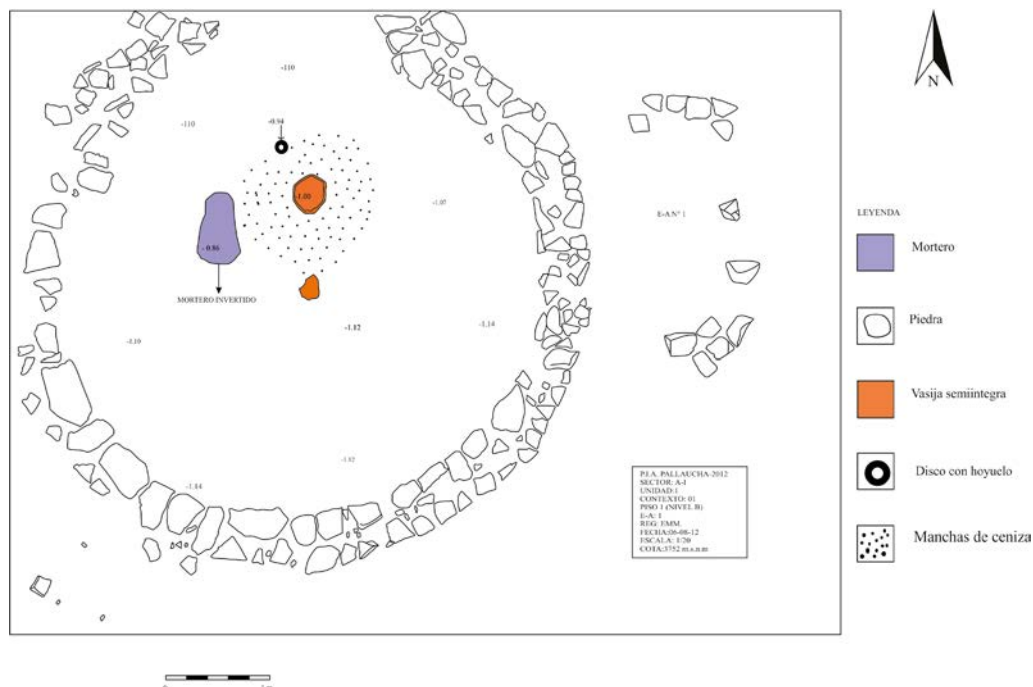 -110
-110
-0.94
-1.00
-1.07
- 0.86
MORTERO INVERTIDO
-1.12
-1.14
-1.10
-1.12
-1.14
E-A Nº 1
P.I.A. PALLAUCHA-2012
SECTOR: A-I
UNIDAD:1
CONTEXTO: 01
PISO 1 (NIVEL B)
E-A: 1
REG: EMM.
FECHA:06-08-12
ESCALA: 1/20
COTA:3752 m.s.n.m
N
LEYENDA
Mortero
Piedra
Vasija semiintegra
Disco con hoyuelo
Manchas de ceniza